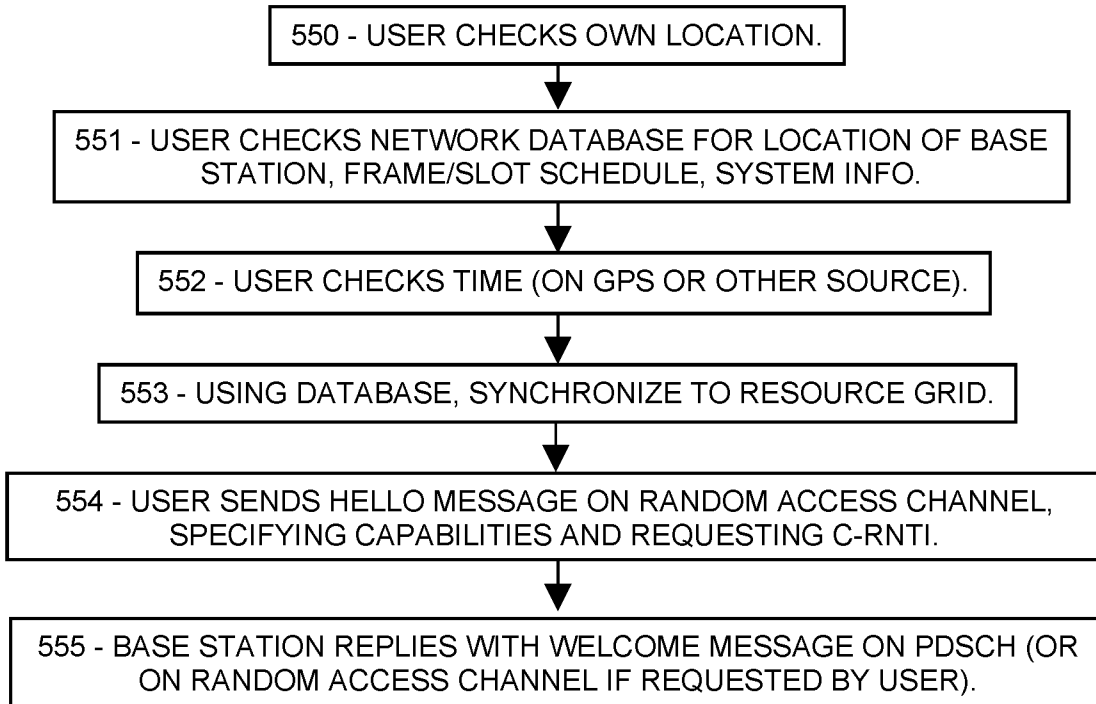 550 - USER CHECKS OWN LOCATION.
551 - USER CHECKS NETWORK DATABASE FOR LOCATION OF BASE
STATION, FRAME/SLOT SCHEDULE, SYSTEM INFO.
552 - USER CHECKS TIME (ON GPS OR OTHER SOURCE).
553 - USING DATABASE, SYNCHRONIZE TO RESOURCE GRID.
554 - USER SENDS HELLO MESSAGE ON RANDOM ACCESS CHANNEL,
SPECIFYING CAPABILITIES AND REQUESTING C-RNTI.
555 - BASE STATION REPLIES WITH WELCOME MESSAGE ON PDSCH (OR
ON RANDOM ACCESS CHANNEL IF REQUESTED BY USER).